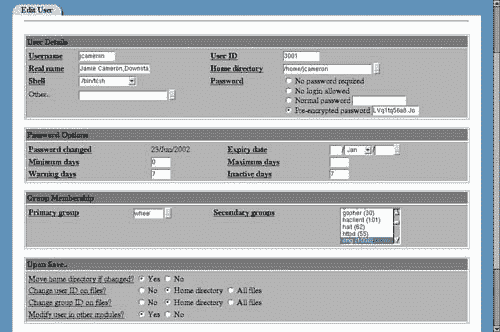 Edit User
User Details
Username jcameron User ID 3001
Real name Jamie Cameron,Downsta Home directory /home/jcameron
Shell /bin/tcsh Password No password required
Other.. No login allowed
Normal password
Pre-encrypted password
Password Options
Password changed 23/Jun/2002 Expiry date / Jan /
Minimum days 0 Maximum days
Warning days 7 Inactive days 7
Group Membership
Primary group wheel Secondary groups gopher (30)
haclient (101)
hat (62)
httpd (55)
Upon Save..
Move home directory if changed? Yes No
Change user ID on files? No Home directory All files
Change group ID on files? No Home directory All files
Modify user in other modules? Yes No